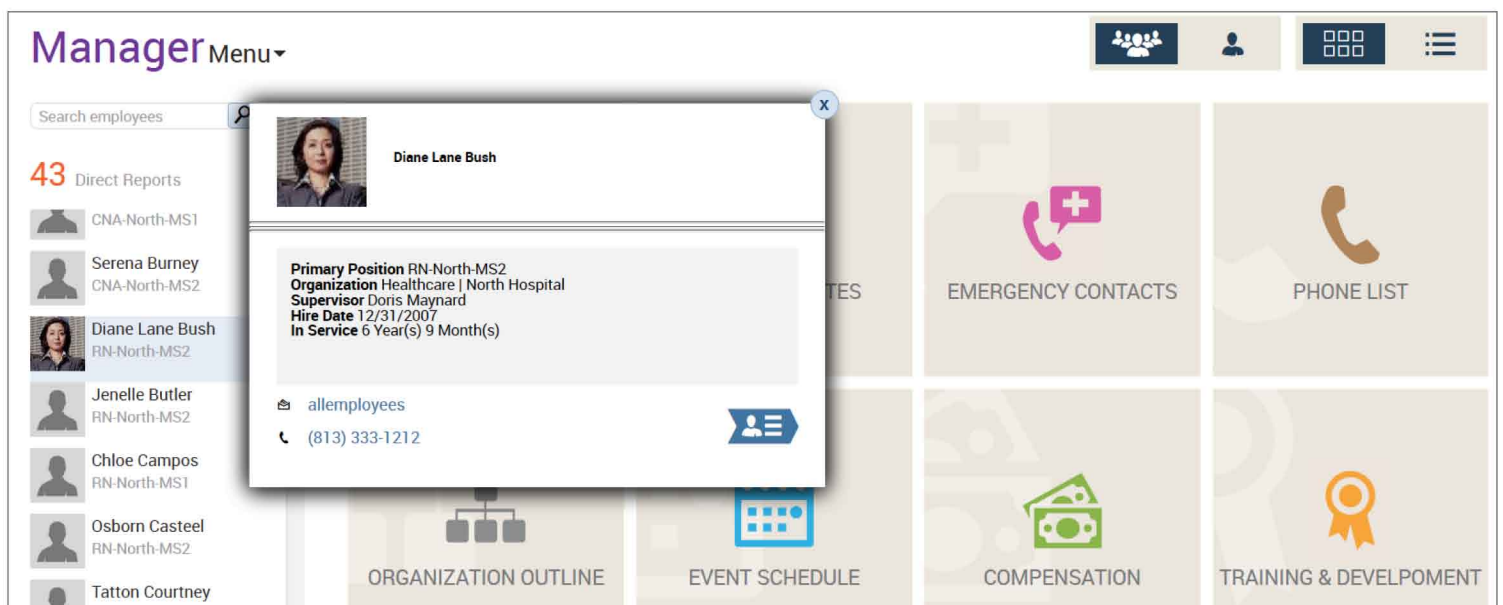 Manager Menu
Search employees
43 Direct Reports
CNA-North-MS1
Serena Burney
CNA-North-MS2
Diane Lane Bush
RN-North-MS2
Jenelle Butler
RN-North-MS2
Chloe Campos
RN-North-MS1
Osborn Casteel
RN-North-MS2
Tatton Courtney
X
Diane Lane Bush
Primary Position RN-North-MS2
Organization Healthcare | North Hospital
Supervisor Doris Maynard
Hire Date 12/31/2007
In Service 6 Year(s) 9 Month(s)
allemployees
(813) 333-1212
TES
EMERGENCY CONTACTS
PHONE LIST
ORGANIZATION OUTLINE
EVENT SCHEDULE
COMPENSATION
TRAINING & DEVELPOMENT